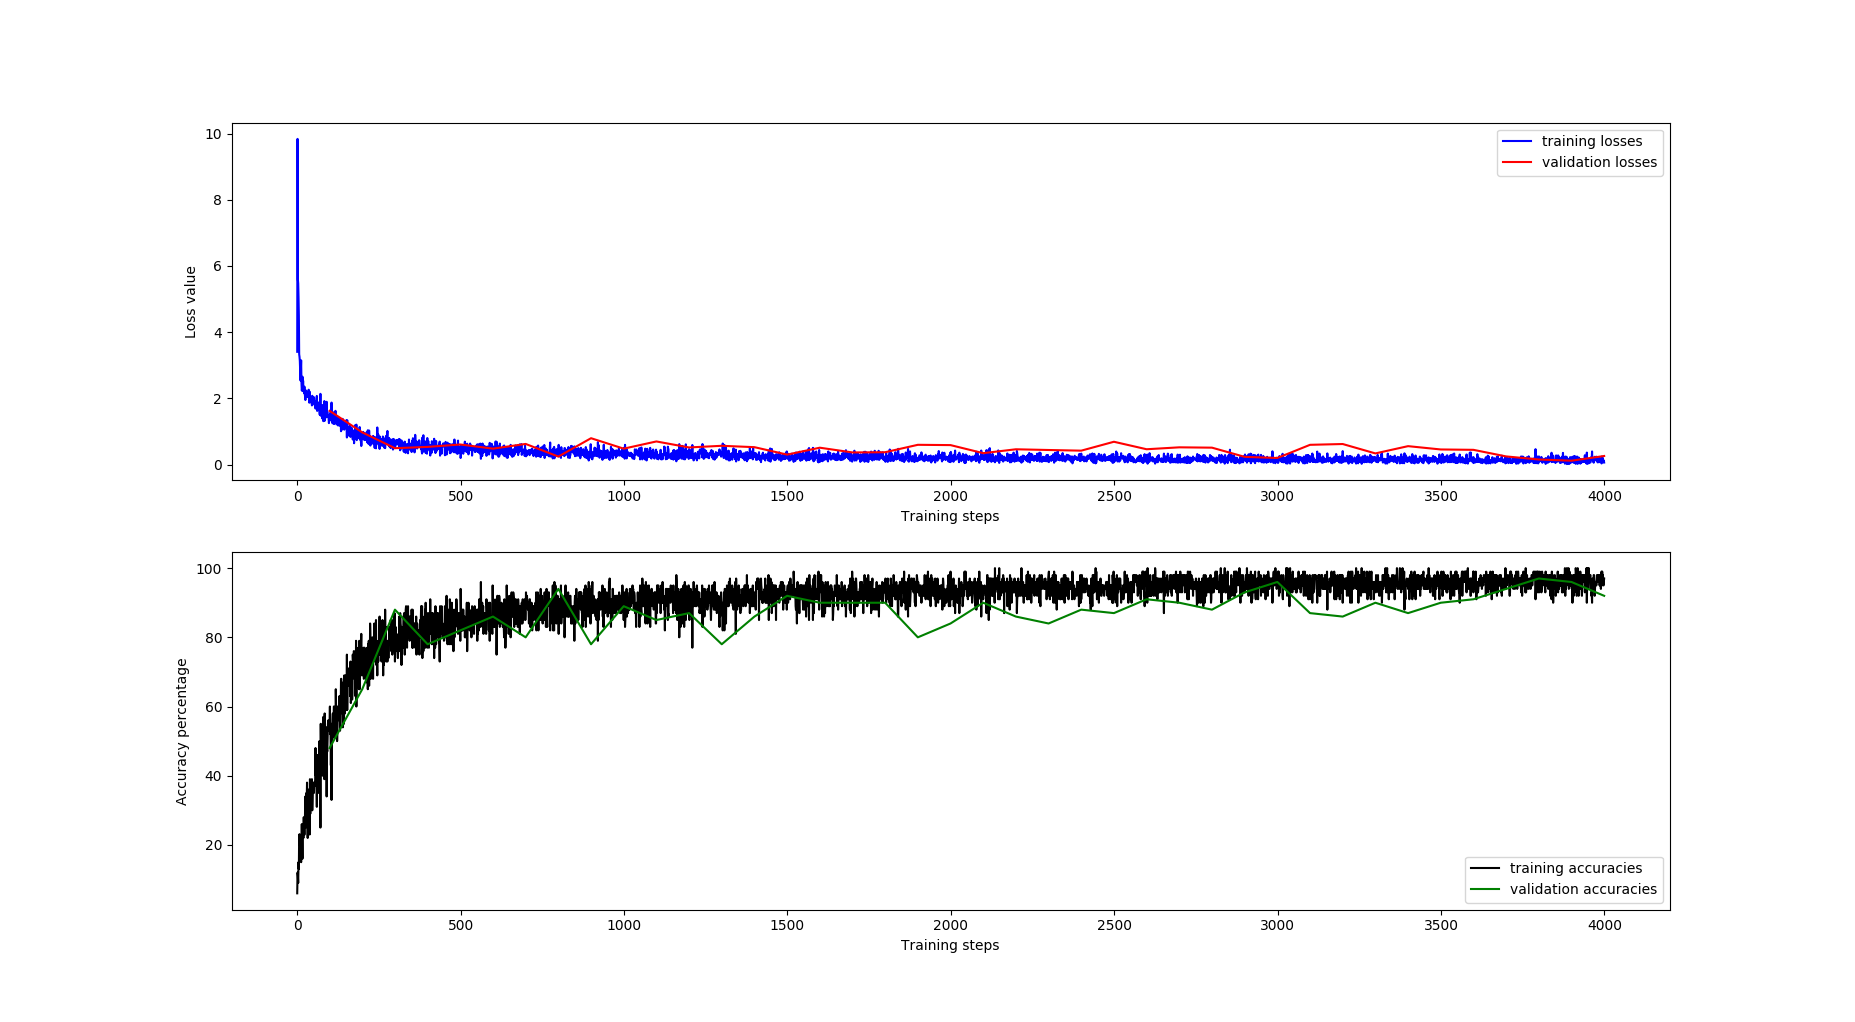 10
8
6
4
2
0
Loss value
training losses
validation losses
0 500 1000 1500 2000 2500 3000 3500 4000
Training steps
100
80
60
40
20
Accuracy percentage
training accuracies
validation accuracies
0 500 1000 1500 2000 2500 3000 3500 4000
Training steps